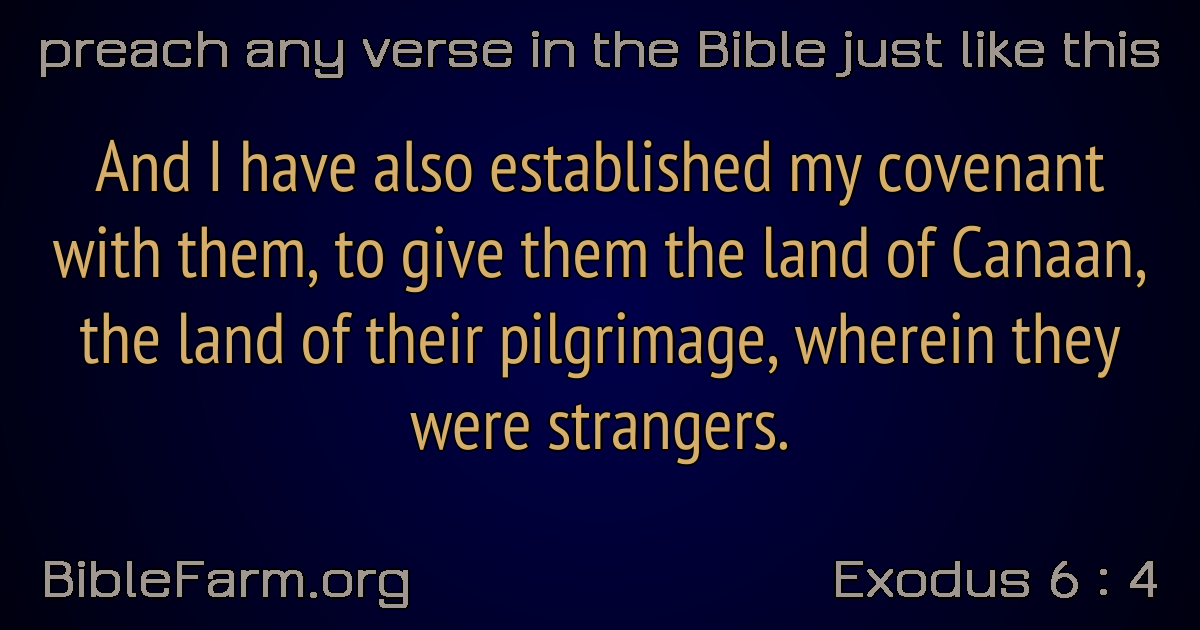 preach any verse in the Bible just like this
And I have also established my covenant
with them, to give them the land of Canaan,
the land of their pilgrimage, wherein they
were strangers.
BibleFarm.org
Exodus 6 : 4